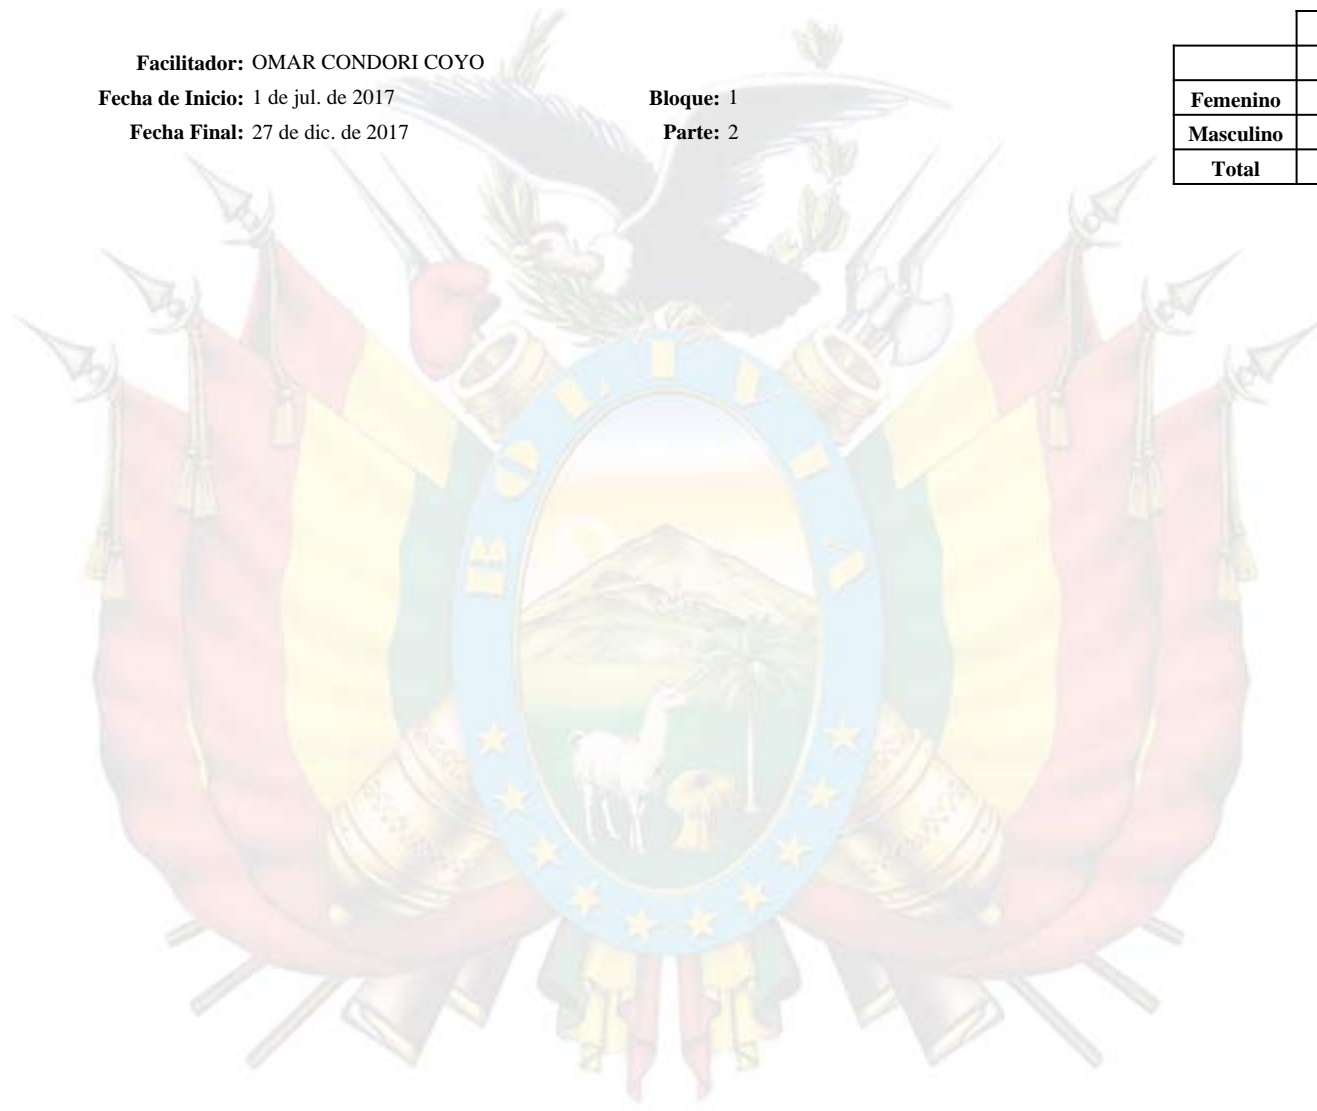 Facilitador: OMAR CONDORI COYO
Fecha de Inicio: 1 de jul. de 2017 Bloque: 1
Fecha Final: 27 de dic. de 2017 Parte: 2
Femenino
Masculino
Total
BOLIVIA